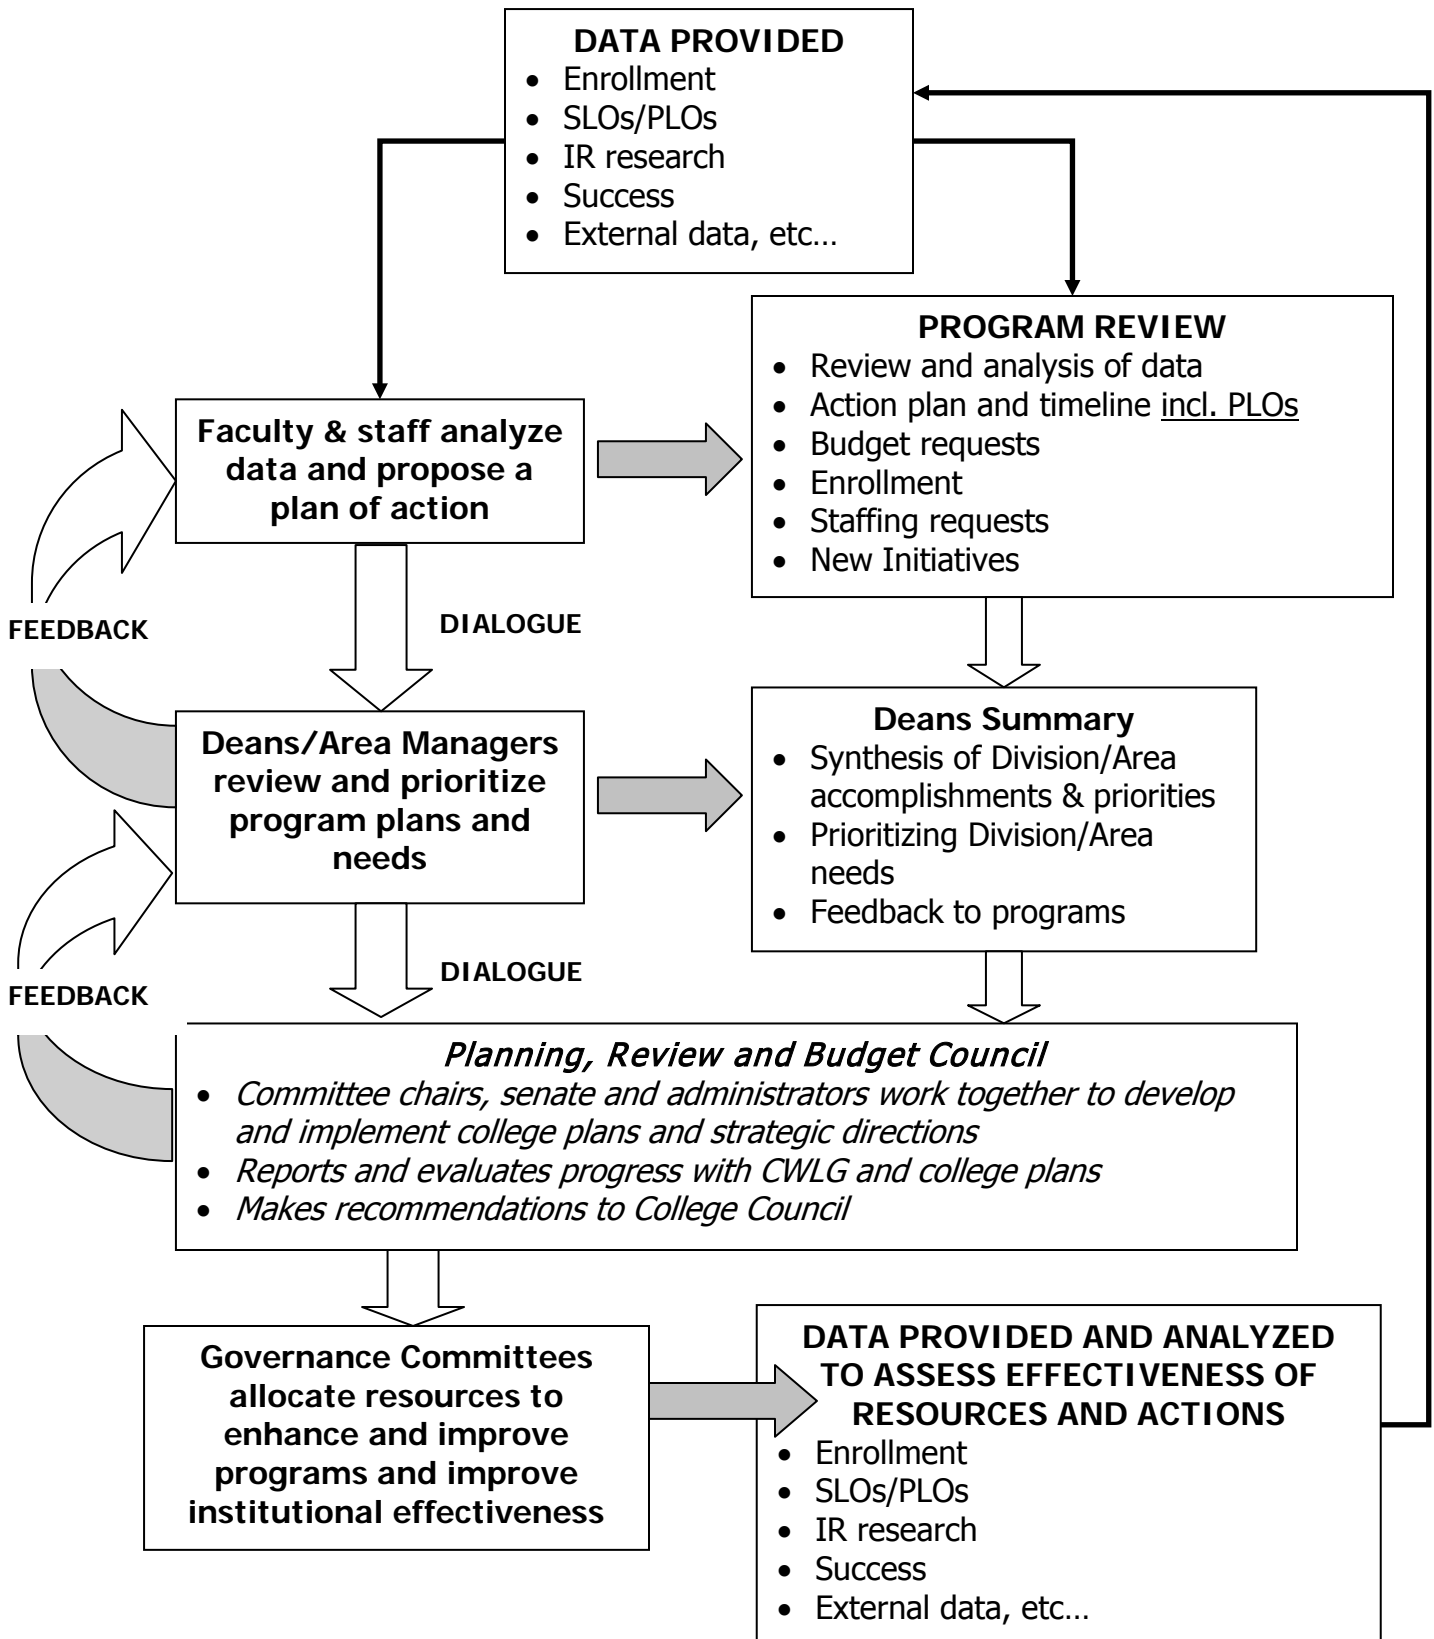 DATA PROVIDED
• Enrollment
• SLOs/PLOs
• IR research
• Success
• External data, etc…
PROGRAM REVIEW
• Review and analysis of data
• Action plan and timeline incl. PLOs
• Budget requests
• Enrollment
• Staffing requests
• New Initiatives
Faculty & staff analyze
data and propose a
plan of action
FEEDBACK
DIALOGUE
Deans/Area Managers
review and prioritize
program plans and
needs
Deans Summary
• Synthesis of Division/Area
accomplishments & priorities
• Prioritizing Division/Area
needs
• Feedback to programs
FEEDBACK
DIALOGUE
Planning, Review and Budget Council
• Committee chairs, senate and administrators work together to develop
and implement college plans and strategic directions
• Reports and evaluates progress with CWLG and college plans
• Makes recommendations to College Council
Governance Committees
allocate resources to
enhance and improve
programs and improve
institutional effectiveness
DATA PROVIDED AND ANALYZED
TO ASSESS EFFECTIVENESS OF
RESOURCES AND ACTIONS
• Enrollment
• SLOs/PLOs
• IR research
• Success
• External data, etc…